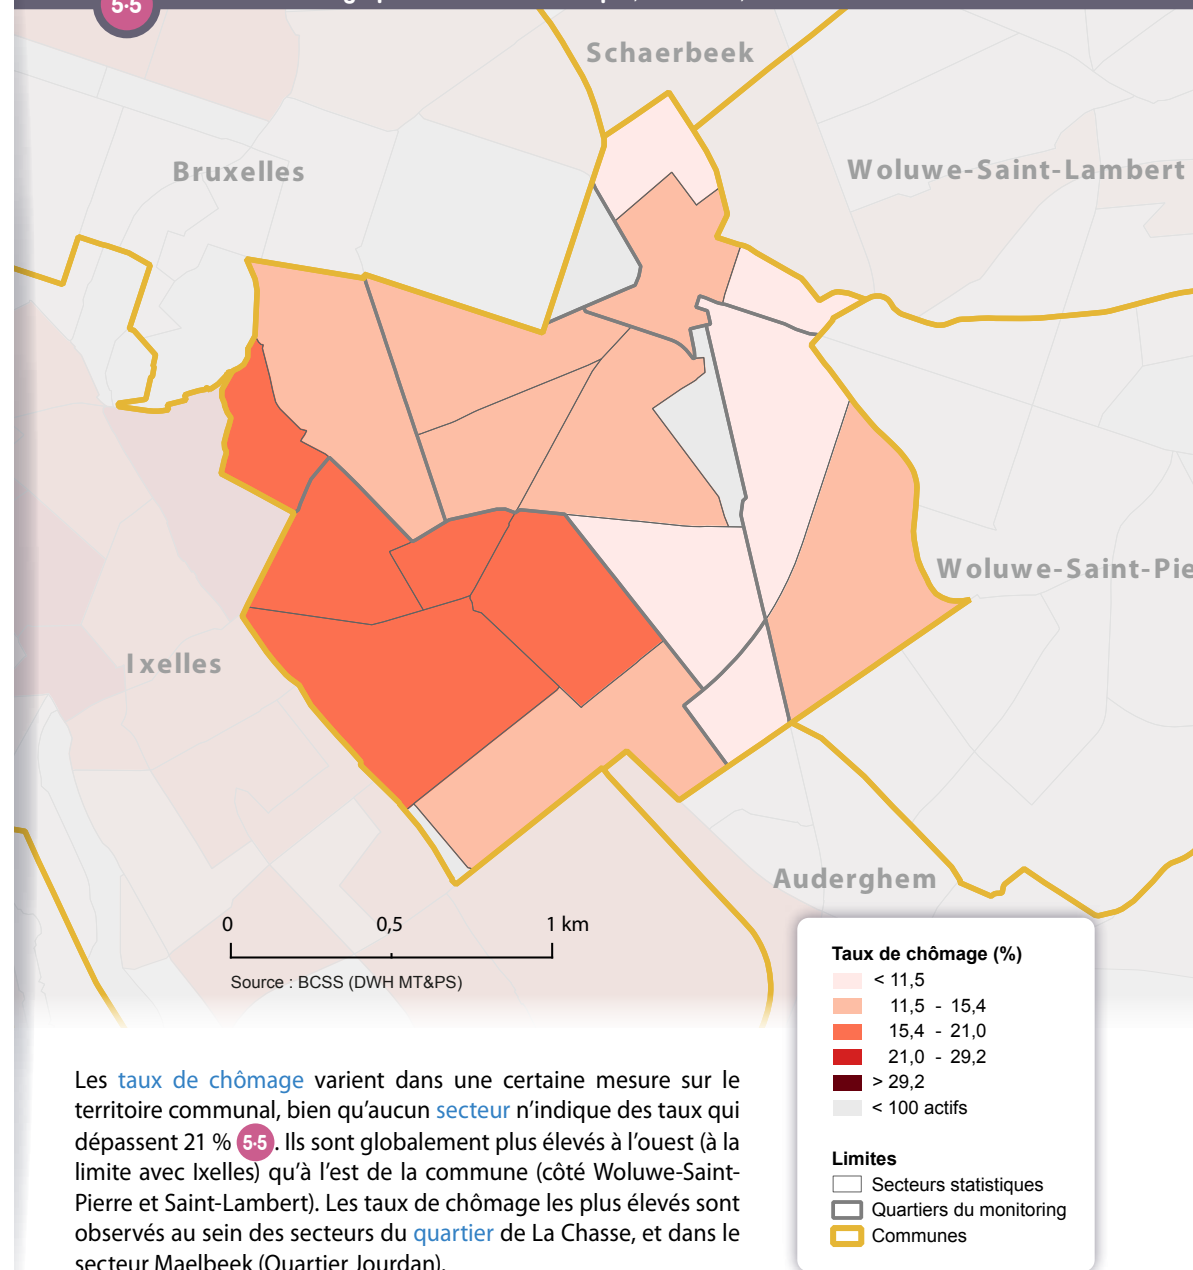 5·5
Schaerbeek
Bruxelles
Woluwe-Saint-Lambert
Woluwe-Saint-Pie
Ixelles
Auderghem
0 0,5 1 km
Source : BCSS (DWH MT&PS)
Taux de chômage (%)
< 11,5
11,5 - 15,4
15,4 - 21,0
21,0 - 29,2
> 29,2
< 100 actifs
Limites
Secteurs statistiques
Quartiers du monitoring
Communes
Les taux de chômage varient dans une certaine mesure sur le
territoire communal, bien qu’aucun secteur n’indique des taux qui
dépassent 21 % 5·5 . Ils sont globalement plus élevés à l’ouest (à la
limite avec Ixelles) qu’à l’est de la commune (côté Woluwe-Saint-
Pierre et Saint-Lambert). Les taux de chômage les plus élevés sont
observés au sein des secteurs du quartier de La Chasse, et dans le
secteur Maelbeek (Quartier Jourdan).